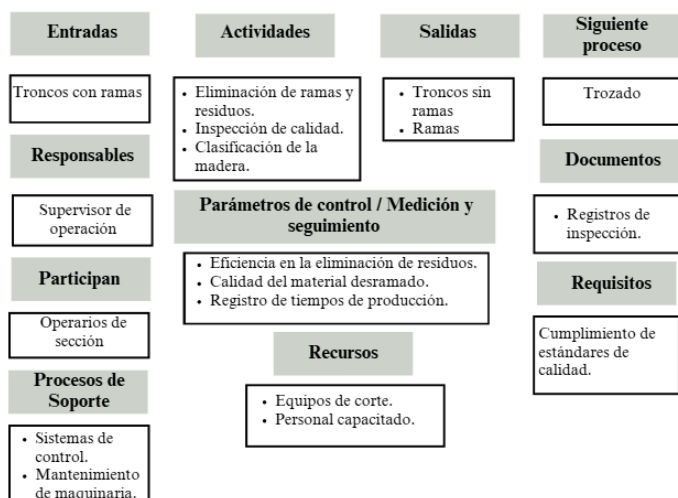 Entradas
Troncos con ramas
Responsables
Supervisor de
operación
Participan
Operarios de
sección
Procesos de
Soporte
• Sistemas de
control.
• Mantenimiento
de maquinaria.
Actividades
• Eliminación de ramas y
residuos.
• Inspección de calidad.
• Clasificación de la
madera.
Salidas
• Troncos sin
ramas
• Ramas
Parámetros de control / Medición y
seguimiento
• Eficiencia en la eliminación de residuos.
• Calidad del material desramado.
• Registro de tiempos de producción.
Recursos
• Equipos de corte.
• Personal capacitado.
Siguiente
proceso
Trozado
Documentos
• Registros de
inspección.
Requisitos
Cumplimiento de
estándares de
calidad.